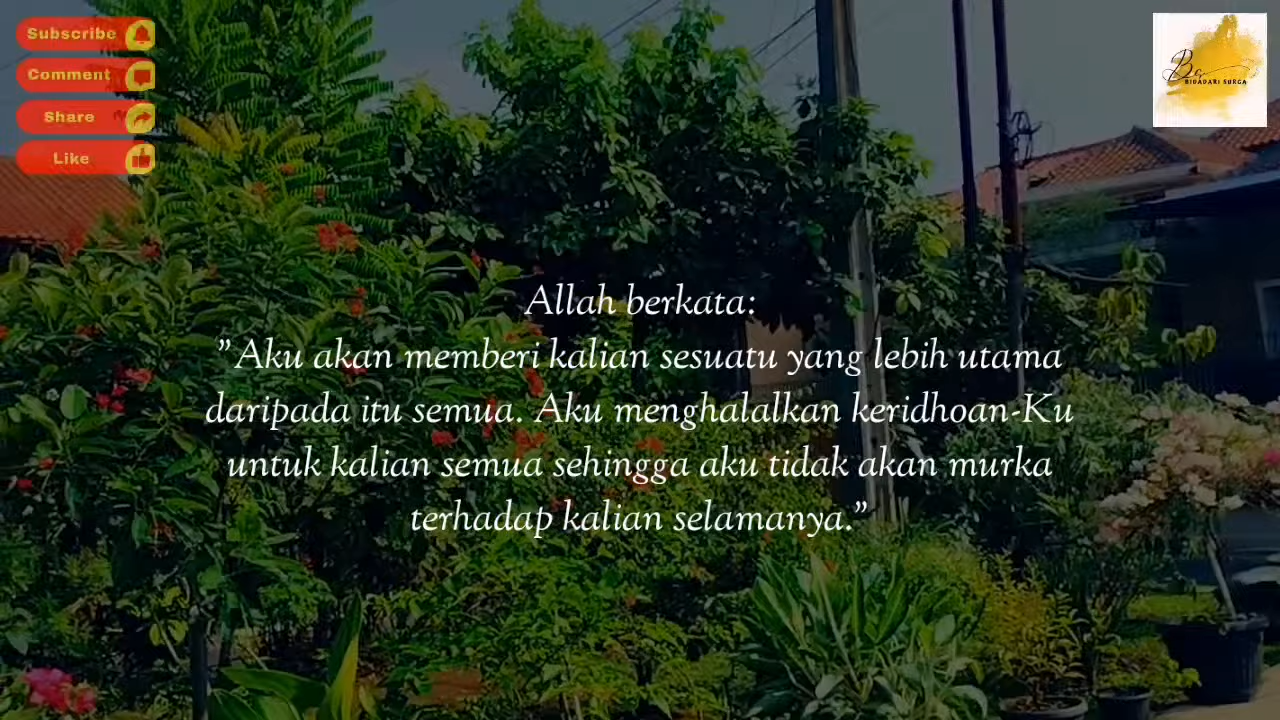 Subscribe
Comment
Share
Like
Bs
BIDADARI SURGA
Allah berkata:
"Aku akan memberi kalian sesuatu yang lebih utama
daripada itu semua. Aku menghalalkan keridhoan-Ku
untuk kalian semua sehingga aku tidak akan murka
terhadap kalian selamanya."